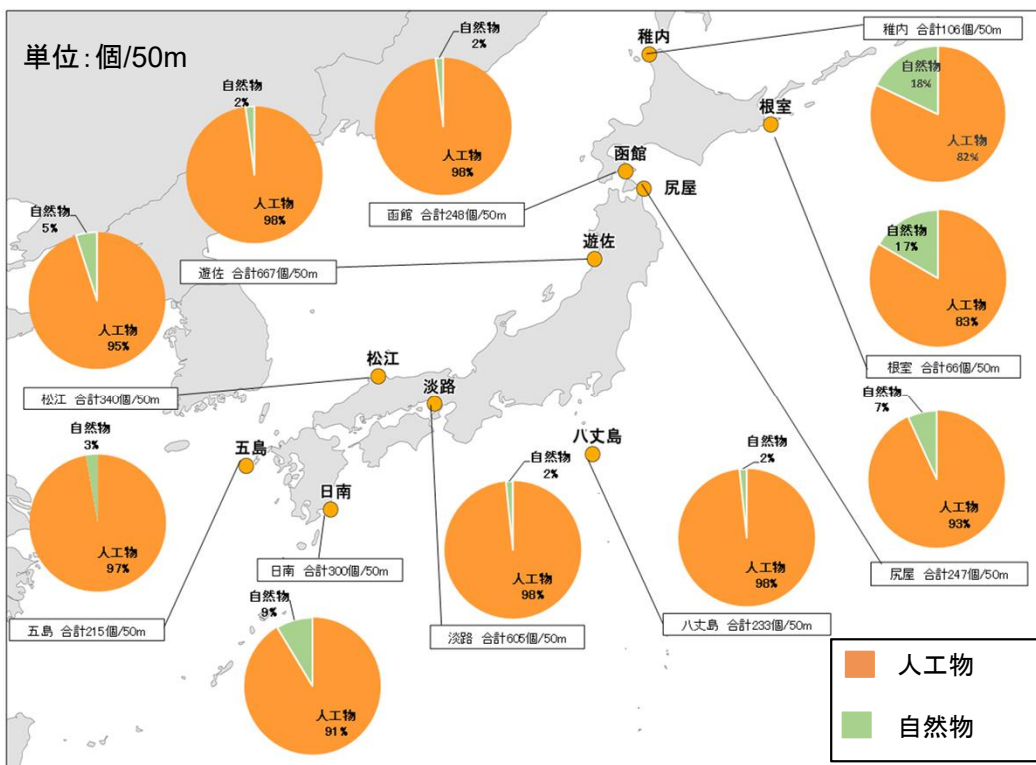 単位:個/50m
自然物
2%
人工物
98%
函館 合計248個/50m
自然物
2%
人工物
98%
遊佐 合計667個/50m
自然物
5%
人工物
95%
松江 合計340個/50m
自然物
3%
人工物
97%
五島 合計215個/50m
自然物
9%
人工物
91%
日南 合計300個/50m
自然物
2%
人工物
98%
淡路 合計605個/50m
自然物
2%
人工物
98%
八丈島 合計233個/50m
稚内 合計106個/50m
自然物
18%
人工物
82%
自然物
17%
人工物
83%
根室 合計66個/50m
自然物
7%
人工物
93%
尻屋 合計247個/50m
稚内
根室
函館
尻屋
遊佐
松江
淡路
五島
日南
八丈島
人工物
自然物